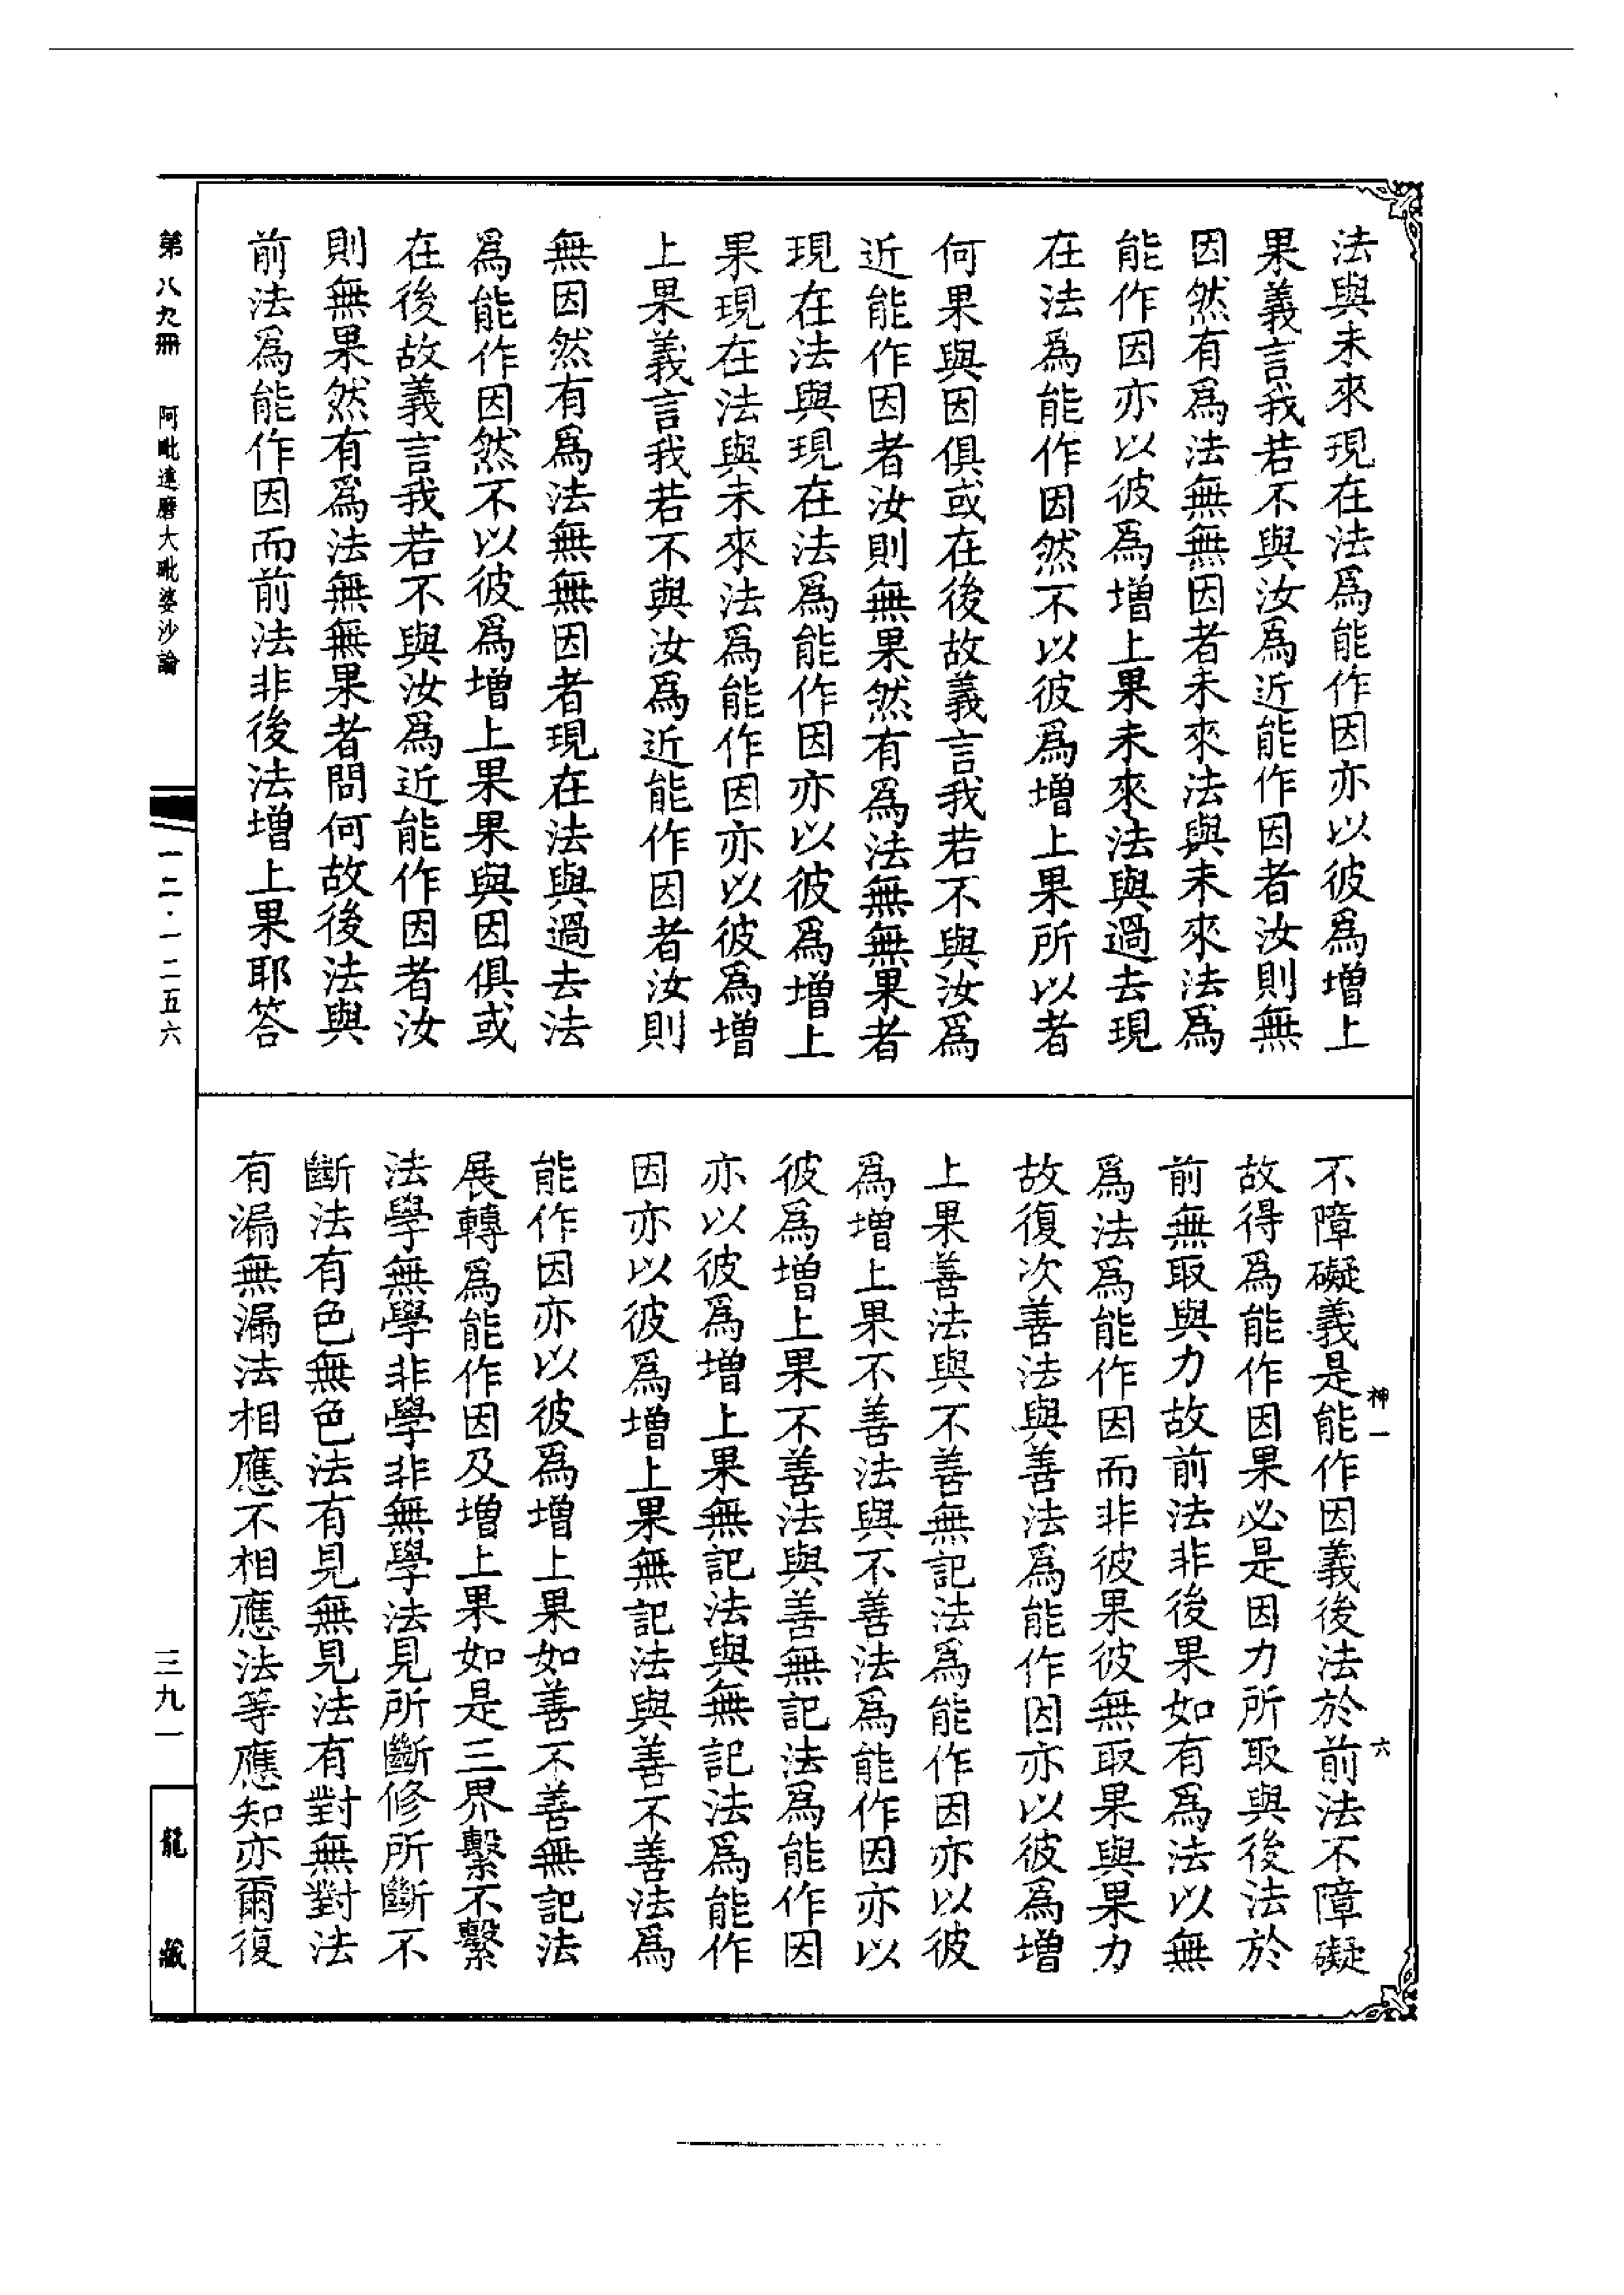 法與未來現在法爲能作因亦以彼爲增上
果義言我若不與汝爲近能作因者汝則無
因然有爲法無無因者未來法與未來法爲
能作因亦以彼爲增上果未來法與過去現
在法爲能作因然不以彼爲增上果所以者
何果與因俱或在後故義言我若不與汝爲
近能作因者汝則無果然有爲法無無果者
現在法與現在法爲能作因亦以彼爲增上
果現在法與未來法爲能作因亦以彼爲增
上果義言我若不與汝爲近能作因者汝則
無因然有爲法無無因者現在法與過去法
爲能作因然不以彼爲增上果果與因俱或
在後故義言我若不與汝爲近能作因者汝
則無果然有爲法無無果者問何故後法與
前法爲能作因而前法非後法增上果耶答
不障礙義是能作因義後法於前法不障礙
故得爲能作因果必是因力所取與後法於
前無取與力故前法非後果如有爲法以無
爲法爲能作因而非彼果彼無取果與果力
故復次善法與善法爲能作因亦以彼爲增
上果善法與不善無記法爲能作因亦以彼
爲增上果不善法與不善法爲能作因亦以
彼爲增上果不善法與善無記法爲能作因
亦以彼爲增上果無記法與無記法爲能作
因亦以彼爲增上果無記法與善不善法爲
能作因亦以彼爲增上果如善不善無記法
展轉爲能作因及增上果如是三界繫不繫
法學無學非學非無學法見所斷修所斷不
斷法有色無色法有見無見法有對無對法
有漏無漏法相應不相應法等應知亦爾復
神一
六
第八九冊 阿毗達磨大毗婆沙論
一二·一二五六
三九一
龍藏